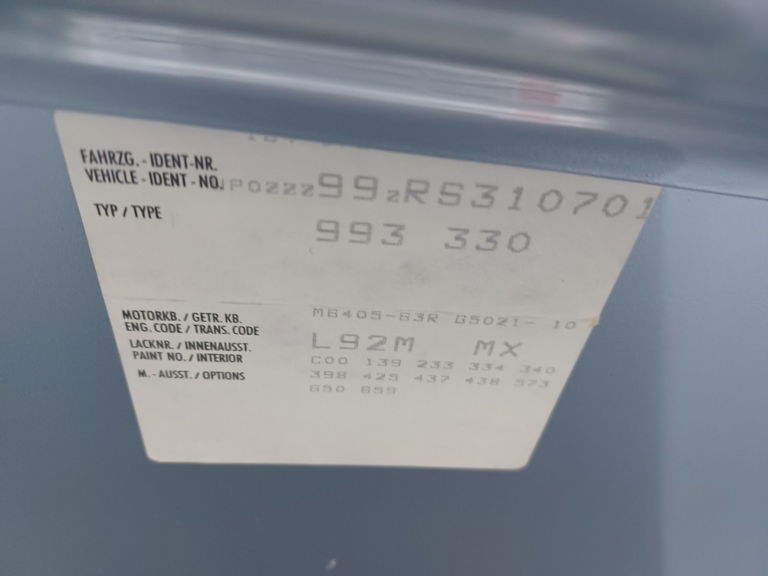 FAHRZG. - IDENT-NR.
VEHICLE - IDENT - NO. WP0ZZZ99ZRS310701
TYP / TYPE 993 330
MOTORKB. / GETR. KB. M6405-63R G5021- 10
ENG. CODE / TRANS. CODE
LACKNR. / INNENAUSST. L92M MX
PAINT NO. / INTERIOR C00 139 233 334 340
M. - AUSST. / OPTIONS 398 425 437 438 573
650 659